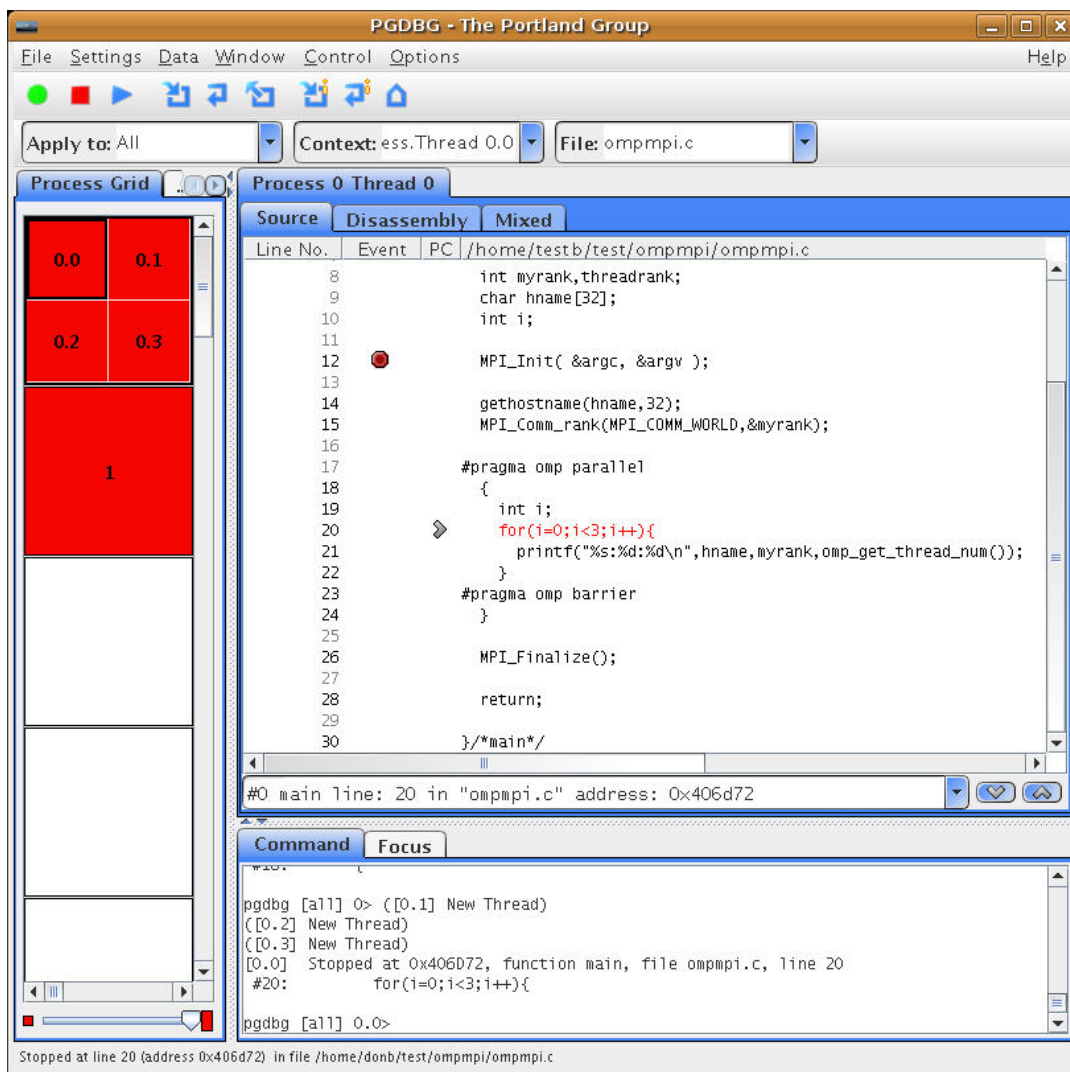 PGDBG - The Portland Group
File Settings Data Window Control Options Help
Apply to: All Context: ess.Thread 0.0 File: ompmpi.c
Process Grid ..
0.0 0.1
0.2 0.3
1
Process 0 Thread 0
Source Disassembly Mixed
Line No. Event PC /home/testb/test/ompmpi/ompmpi.c
8 int myrank,threadrank;
9 char hname[32];
10 int i;
11
12 MPI_Init( &argc, &argv );
13
14 gethostname(hname,32);
15 MPI_Comm_rank(MPI_COMM_WORLD,&myrank);
16
17 #pragma omp parallel
18 {
19 int i;
20 for(i=0;i<3;i++){
21 printf("%s:%d:%d\n",hname,myrank,omp_get_thread_num());
22 }
23 #pragma omp barrier
24 }
25
26 MPI_Finalize();
27
28 return;
29
30 }/*main*/
#0 main line: 20 in "ompmpi.c" address: 0x406d72
Command Focus
pgdbg [all] 0> ([0.1] New Thread)
([0.2] New Thread)
([0.3] New Thread)
[0.0] Stopped at 0x406D72, function main, file ompmpi.c, line 20
#20: for(i=0;i<3;i++){
pgdbg [all] 0.0>
Stopped at line 20 (address 0x406d72) in file /home/donb/test/ompmpi/ompmpi.c